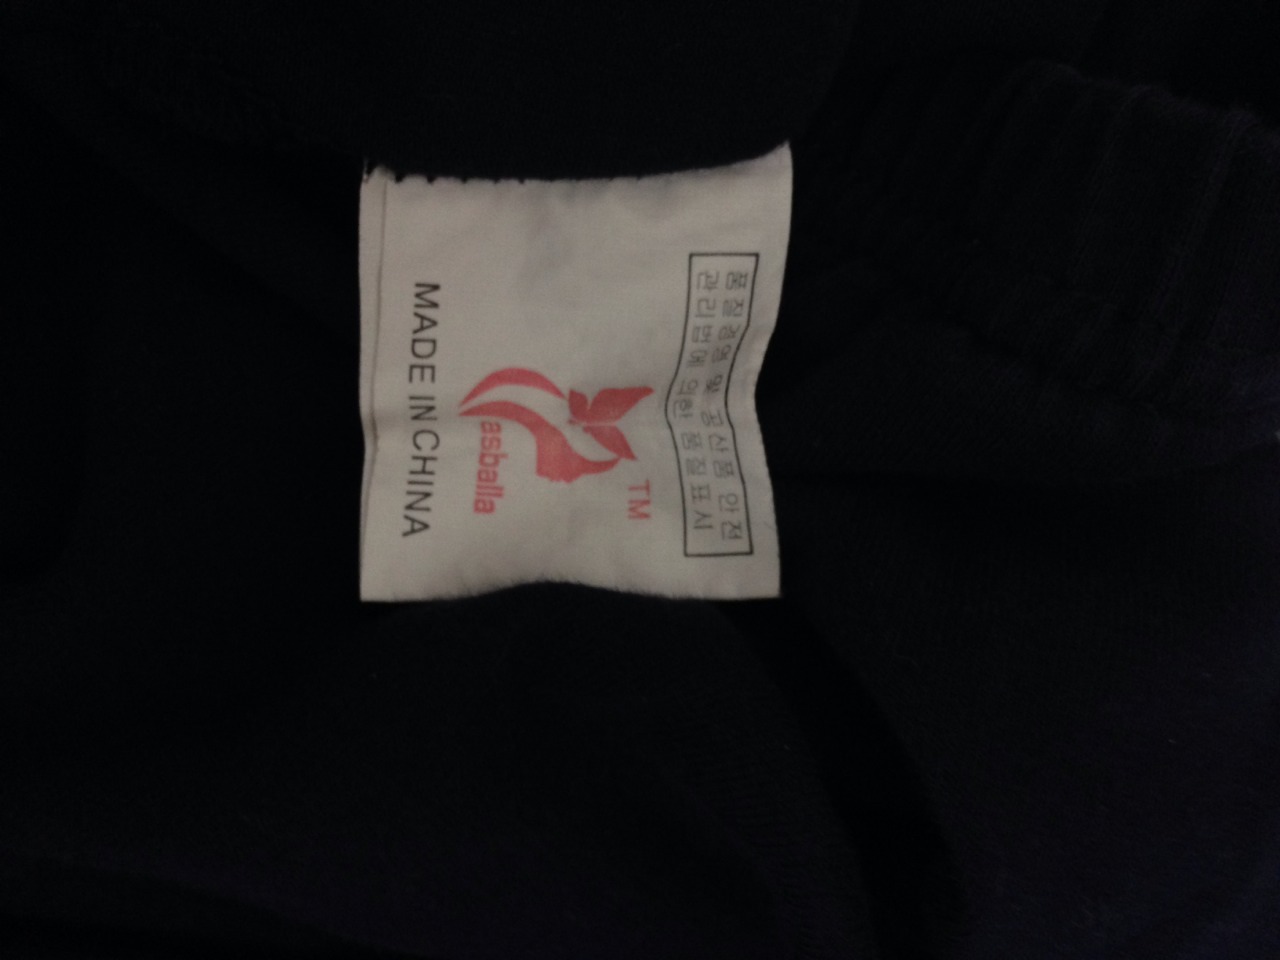 품질경영 및 공산품 안전
관리법에 의한 품질표시
TM
asballa
MADE IN CHINA